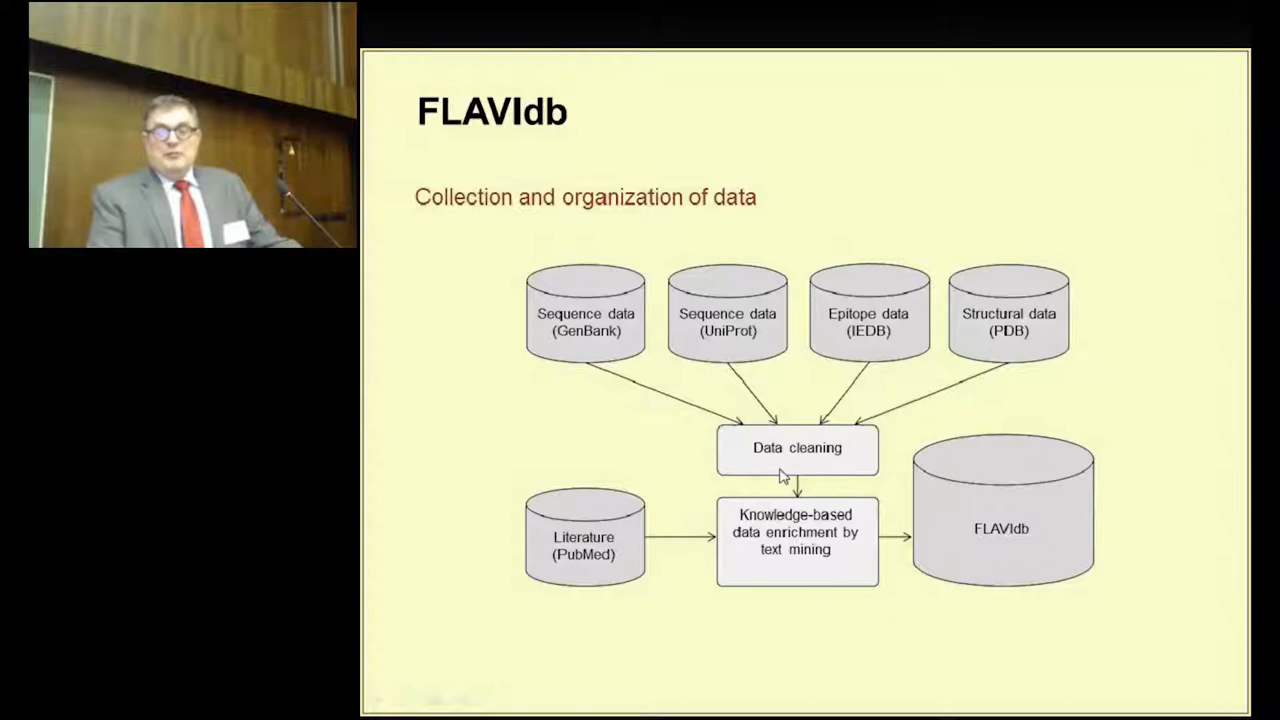 FLAVIdb
Collection and organization of data
Sequence data
(GenBank)
Sequence data
(UniProt)
Epitope data
(IEDB)
Structural data
(PDB)
Data cleaning
Literature
(PubMed)
Knowledge-based
data enrichment by
text mining
FLAVIdb